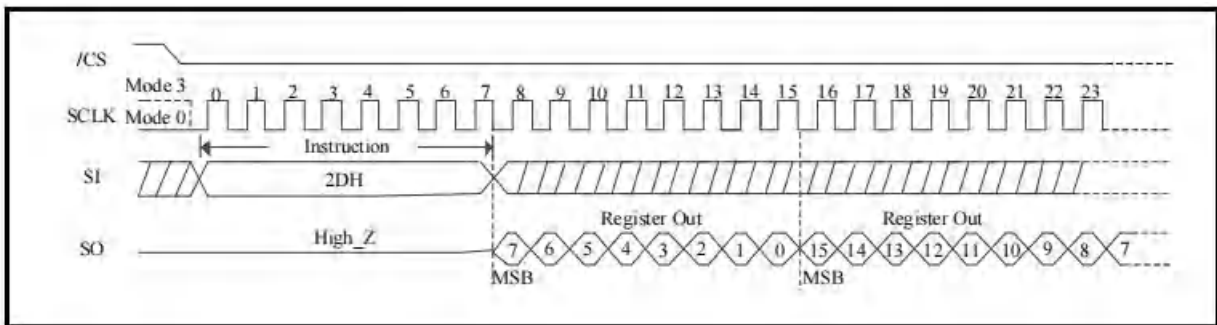 /CS
Mode 3
0 1 2 3 4 5 6 7 8 9 10 11 12 13 14 15 16 17 18 19 20 21 22 23
SCLK Mode 0
Instruction
SI 2DH
Register Out Register Out
SO High_Z 7 6 5 4 3 2 1 0 15 14 13 12 11 10 9 8 7
MSB MSB